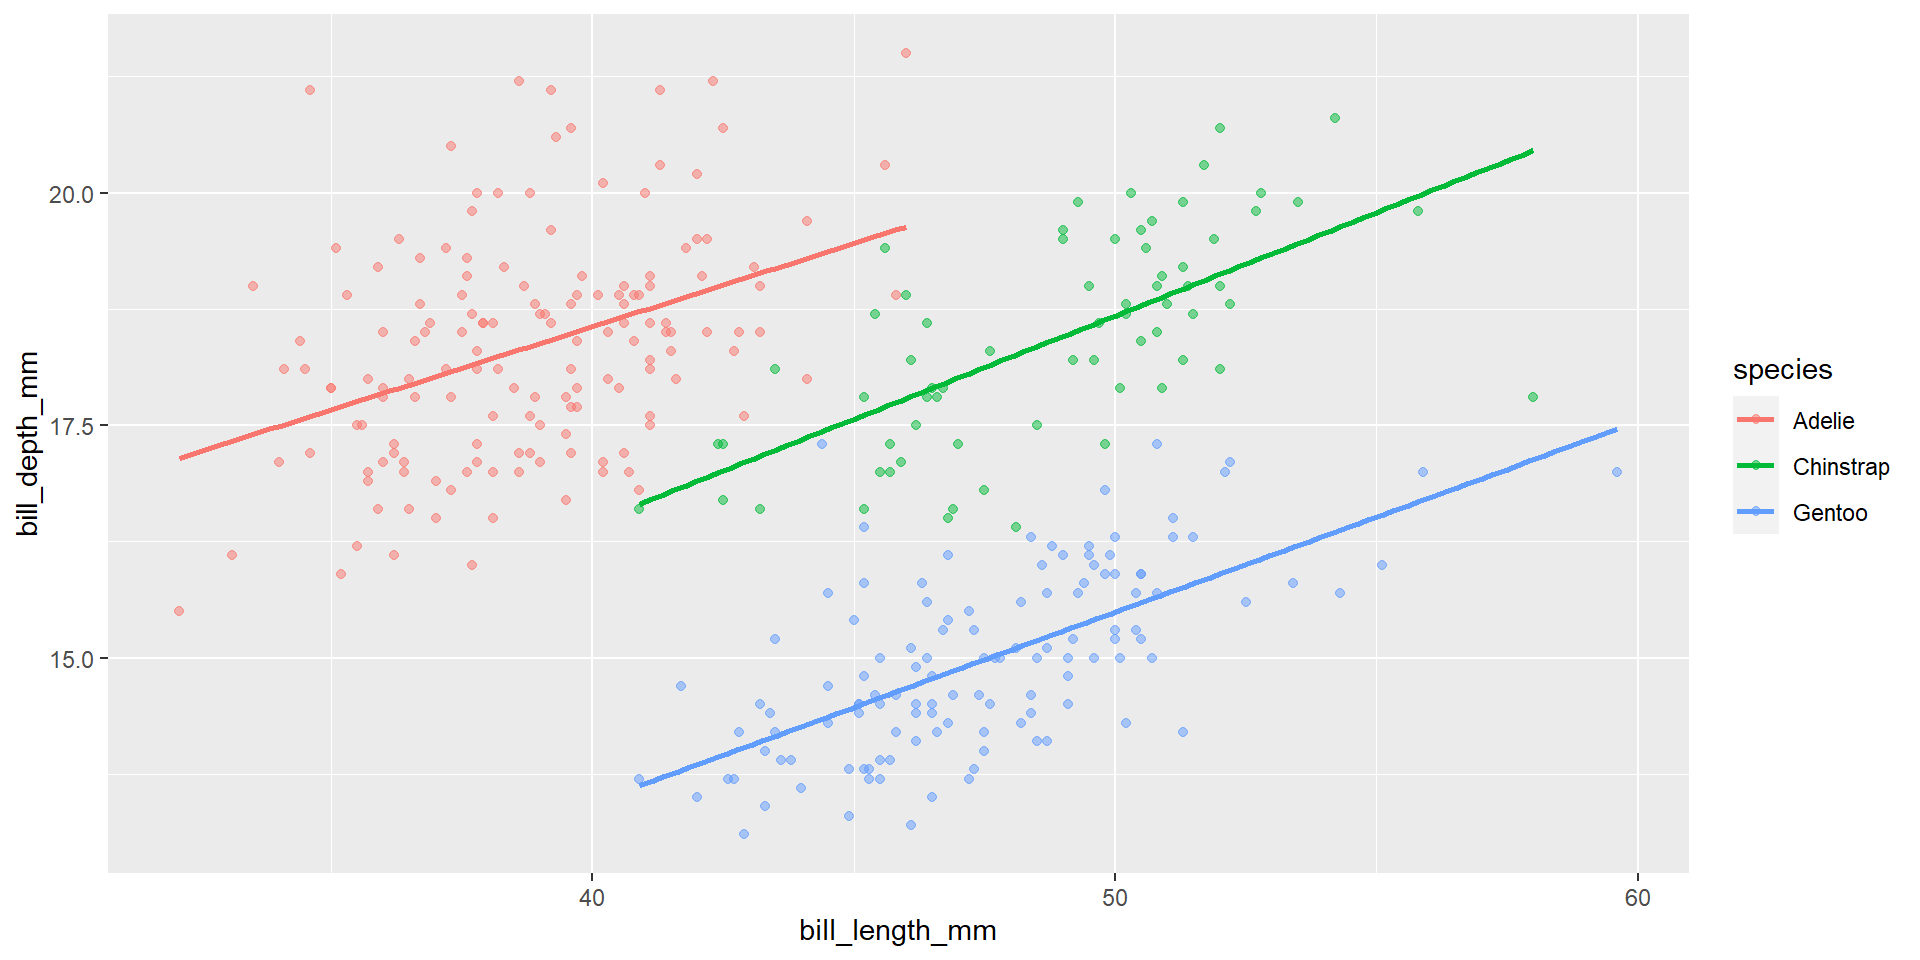 20.0
17.5
15.0
bill_depth_mm
40
50
60
bill_length_mm
species
Adelie
Chinstrap
Gentoo